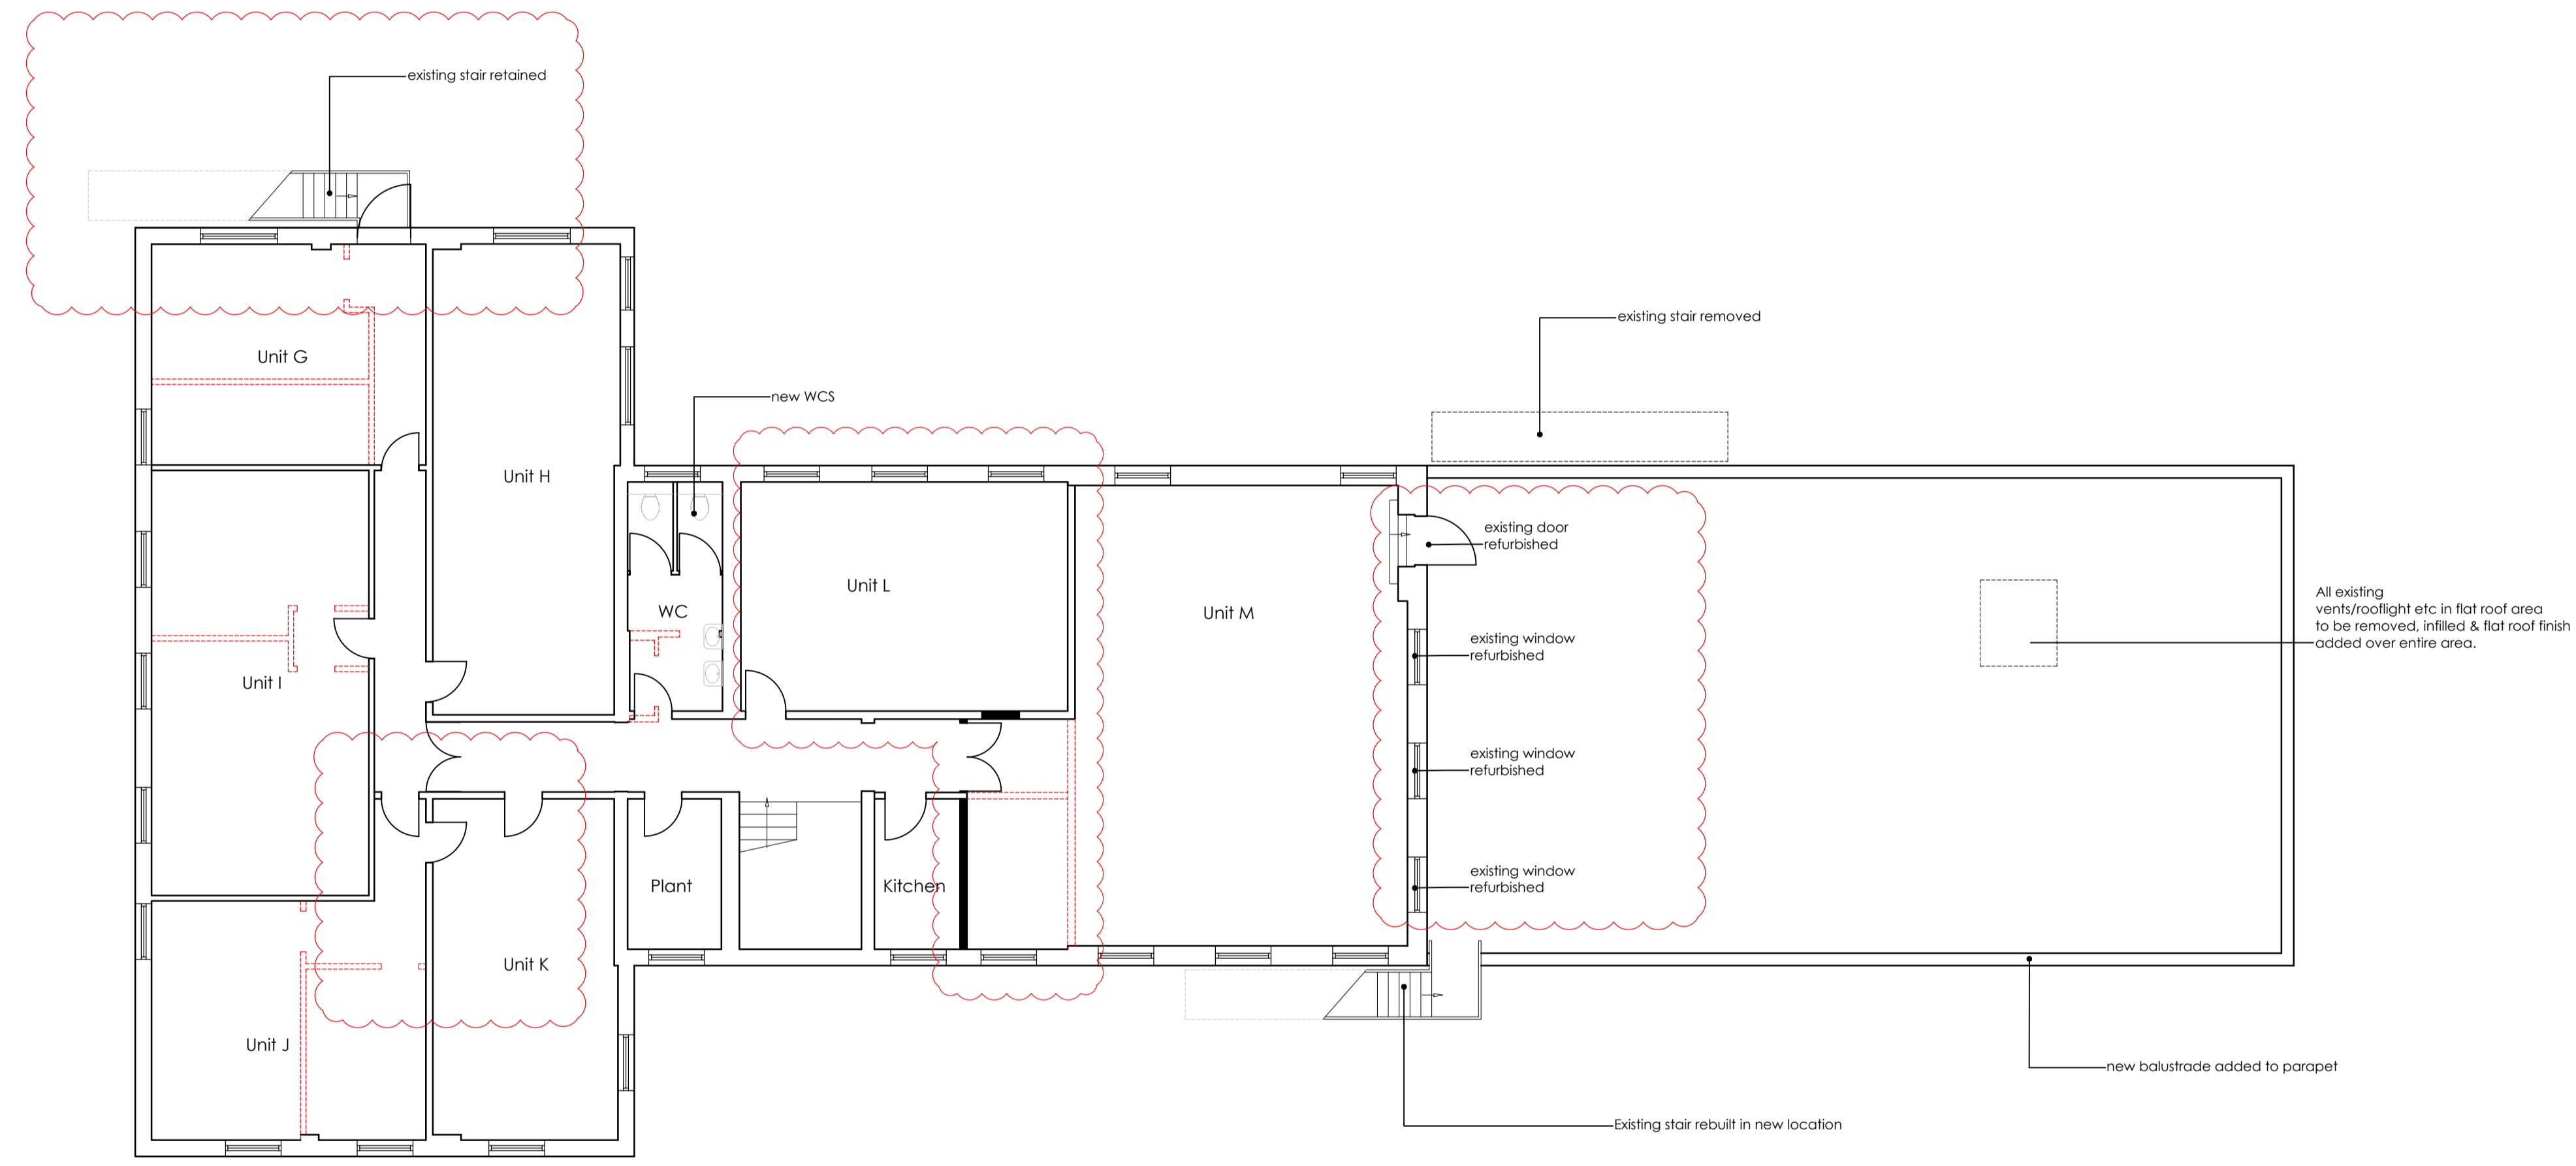 existing stair retained
existing stair removed
Unit G
new WCS
Unit H
existing door
refurbished
Unit L
All existing
vents/rooflight etc in flat roof area
to be removed, infilled & flat roof finish
added over entire area.
WC
Unit M
existing window
refurbished
Unit I
existing window
refurbished
Plant
Kitchen
existing window
refurbished
Unit K
Unit J
new balustrade added to parapet
Existing stair rebuilt in new location